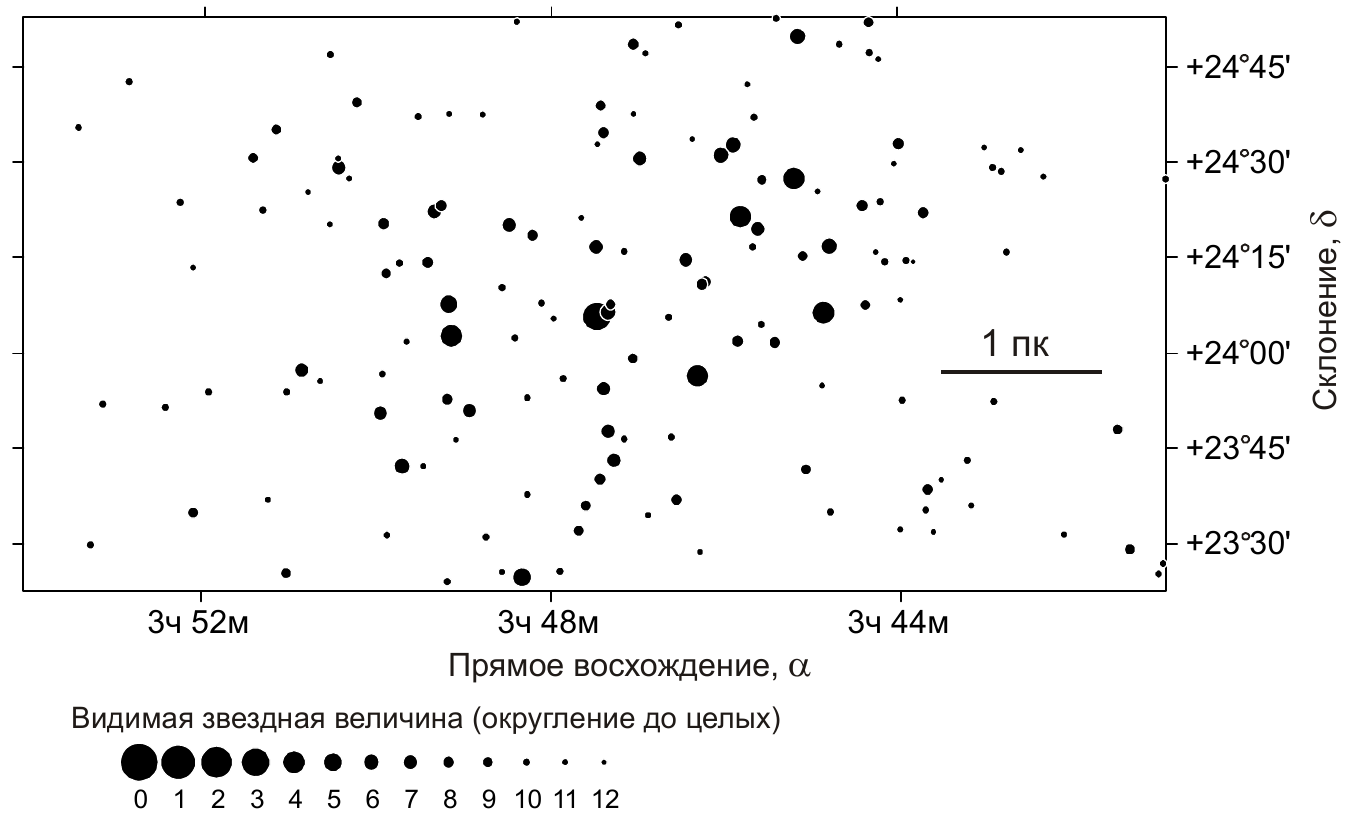 +24°45'
+24°30'
+24°15'
+24°00'
+23°45'
+23°30'
Склонение, δ
1 пк
3ч 52м 3ч 48м 3ч 44м
Прямое восхождение, α
Видимая звездная величина (округление до целых)
0 1 2 3 4 5 6 7 8 9 10 11 12